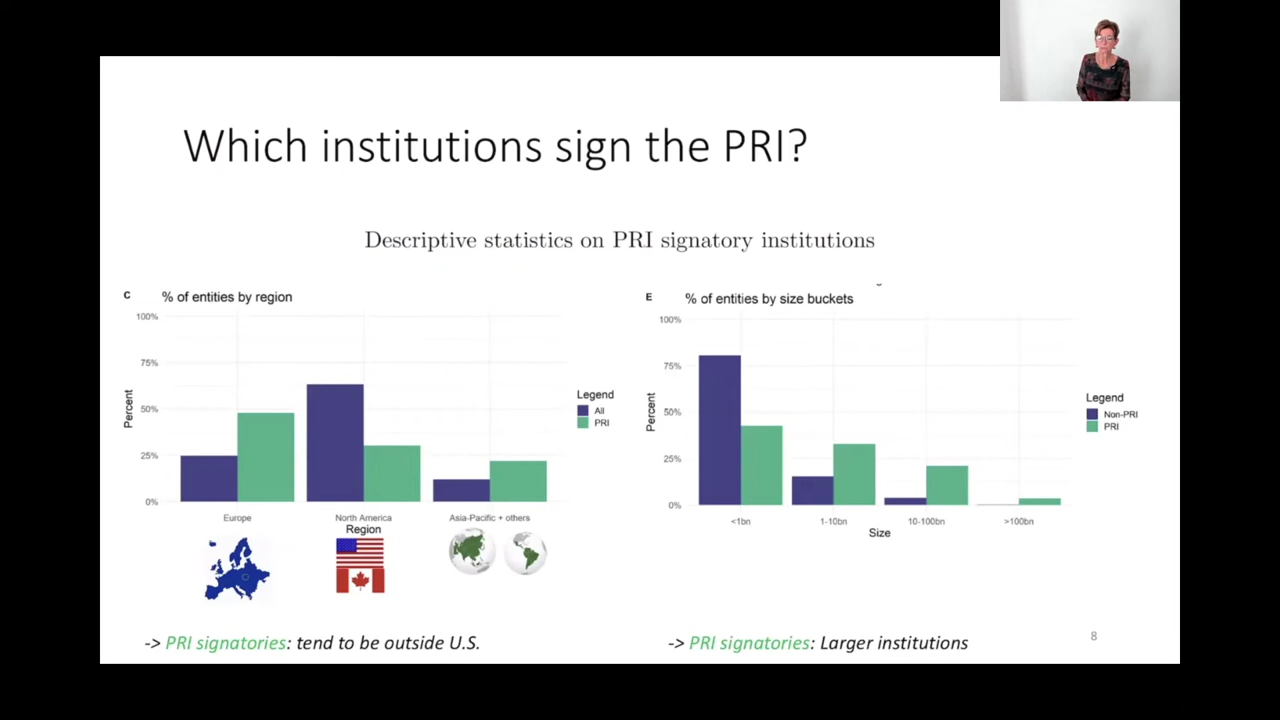 Which institutions sign the PRI?
Descriptive statistics on PRI signatory institutions
C % of entities by region
100%
75%
50%
25%
0%
Percent
Europe
North America
Asia-Pacific + others
Region
Legend
All
PRI
E % of entities by size buckets
100%
75%
50%
25%
0%
Percent
<1bn
1-10bn
10-100bn
>100bn
Size
Legend
Non-PRI
PRI
-> PRI signatories: tend to be outside U.S.
-> PRI signatories: Larger institutions
8